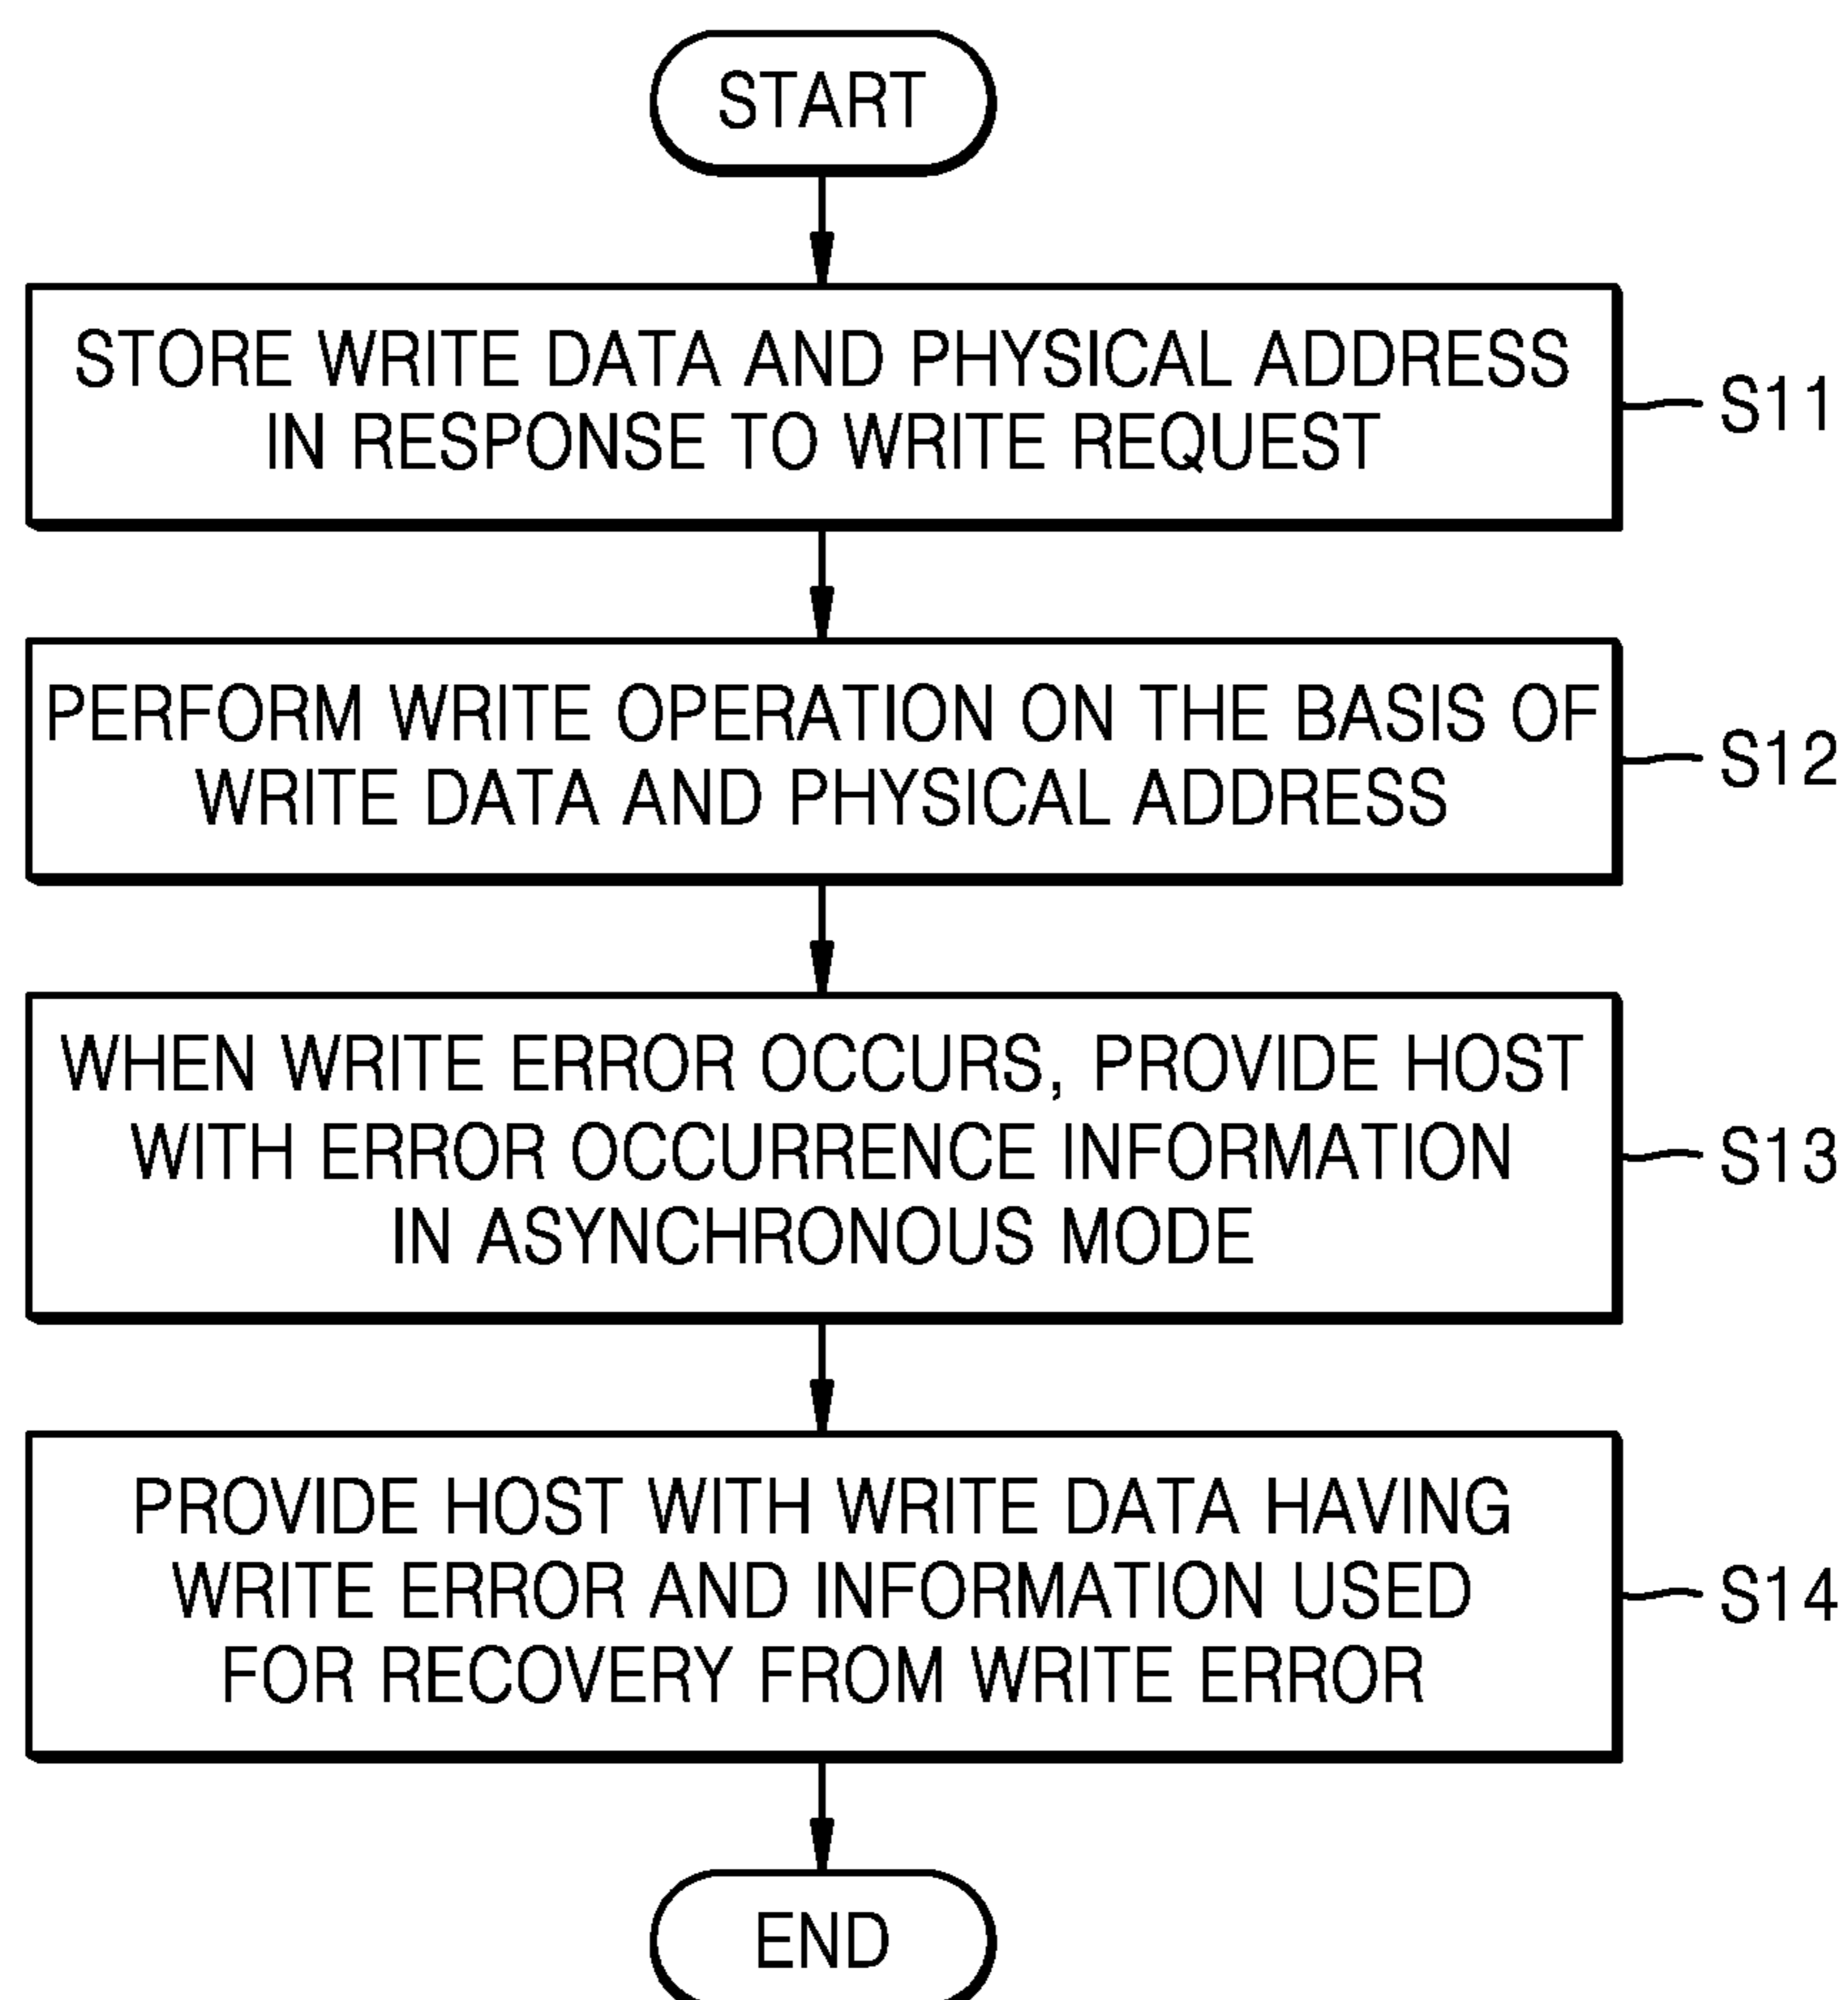 START
STORE WRITE DATA AND PHYSICAL ADDRESS
IN RESPONSE TO WRITE REQUEST
S11
PERFORM WRITE OPERATION ON THE BASIS OF
WRITE DATA AND PHYSICAL ADDRESS
S12
WHEN WRITE ERROR OCCURS, PROVIDE HOST
WITH ERROR OCCURRENCE INFORMATION
IN ASYNCHRONOUS MODE
S13
PROVIDE HOST WITH WRITE DATA HAVING
WRITE ERROR AND INFORMATION USED
FOR RECOVERY FROM WRITE ERROR
S14
END